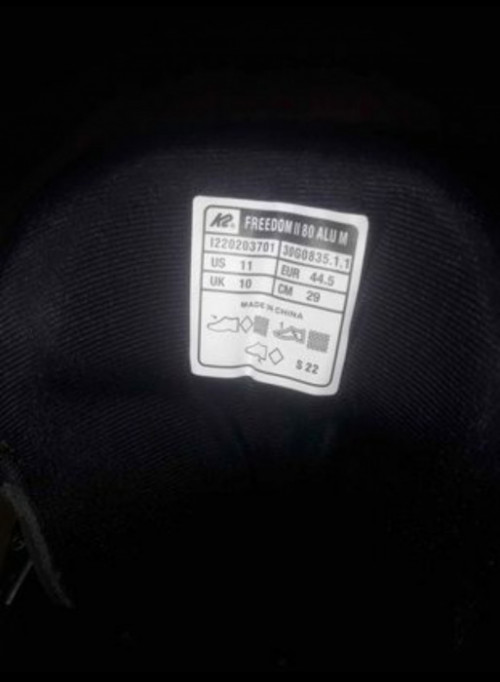 K2 FREEDOM II 80 ALU M
I220203701 30G0835.1.1
US 11 EUR 44.5
UK 10 CM 29
MADE IN CHINA
S 22